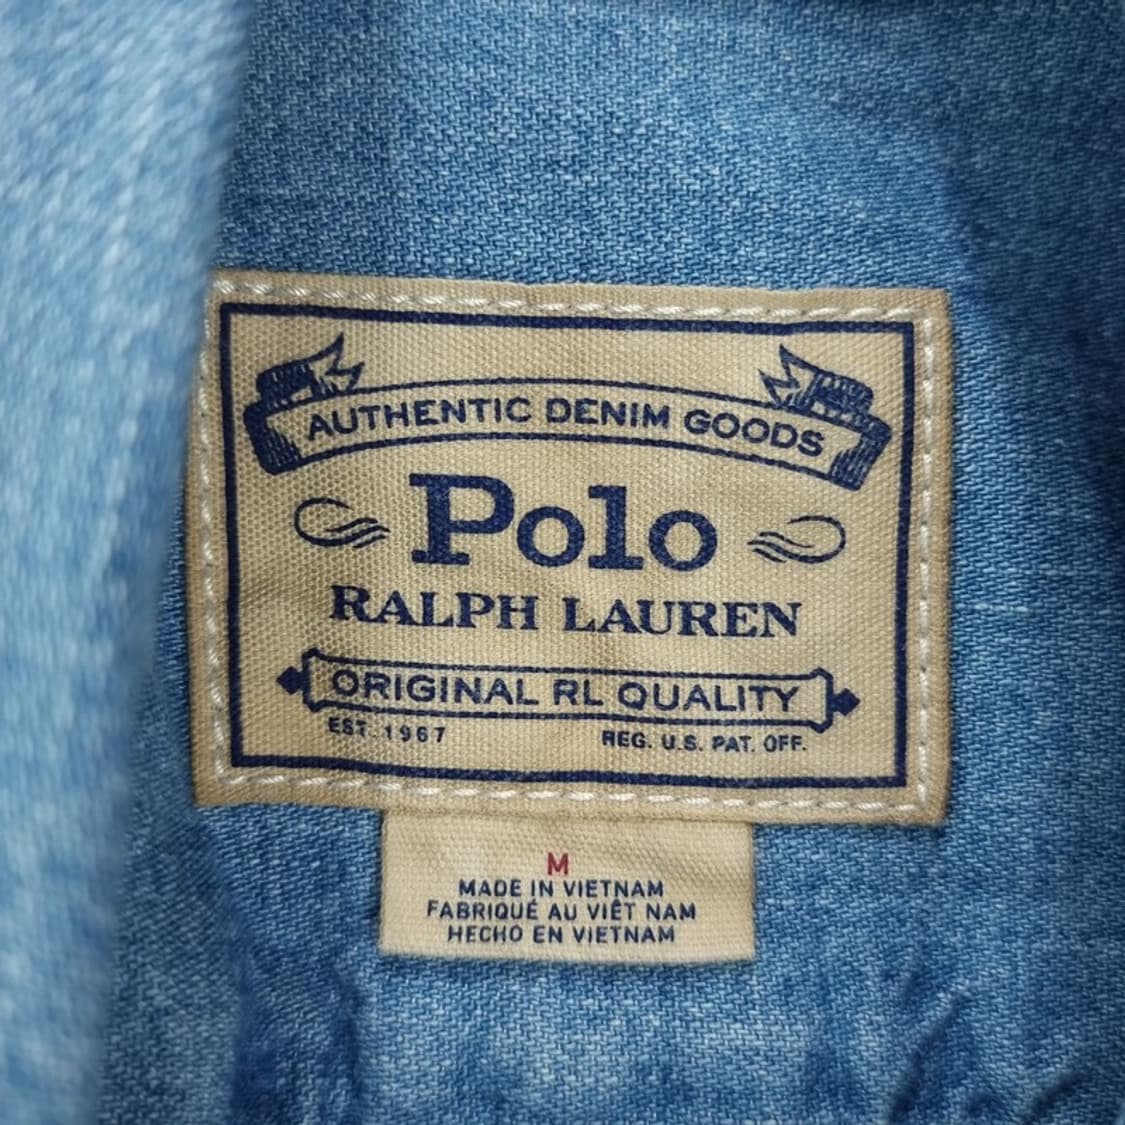 AUTHENTIC DENIM GOODS
Polo
RALPH LAUREN
ORIGINAL RL QUALITY
EST. 1967 REG. U.S. PAT. OFF.
M
MADE IN VIETNAM
FABRIQUÉ AU VIÊT NAM
HECHO EN VIETNAM